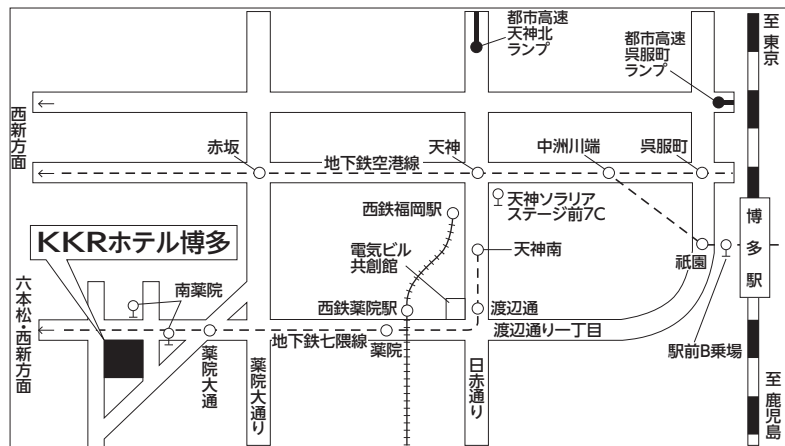 都市高速
天神北
ランプ
都市高速
呉服町
ランプ
至 東京
西新方面
赤坂
地下鉄空港線
天神
中洲川端
呉服町
天神ソラリア
ステージ前7C
西鉄福岡駅
KKRホテル博多
電気ビル
共創館
天神南
祇園
博多駅
六本松・西新方面
南薬院
西鉄薬院駅
渡辺通
渡辺通り一丁目
地下鉄七隈線
薬院
薬院大通
薬院大通り
日赤通り
駅前B乗場
至 鹿児島